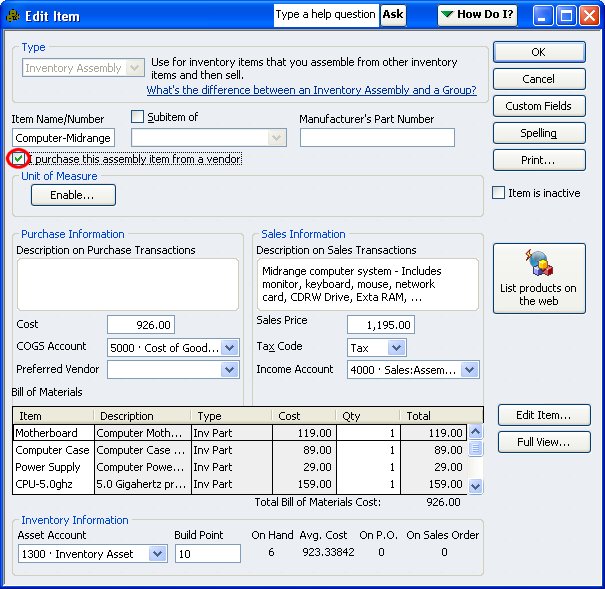 Edit Item
Type a help question Ask
How Do I?
Type
Inventory Assembly
Use for inventory items that you assemble from other inventory
items and then sell.
What's the difference between an Inventory Assembly and a Group?
OK
Cancel
Custom Fields
Spelling
Print...
Item is inactive
Item Name/Number
Subitem of
Manufacturer's Part Number
Computer-Midrange
I purchase this assembly item from a vendor
Unit of Measure
Enable...
Purchase Information
Description on Purchase Transactions
Cost 926.00
COGS Account 5000 · Cost of Good...
Preferred Vendor
Sales Information
Description on Sales Transactions
Midrange computer system - Includes
monitor, keyboard, mouse, network
card, CDRW Drive, Exta RAM, ...
Sales Price 1,195.00
Tax Code Tax
Income Account 4000 · Sales:Assem...
List products on
the web
Bill of Materials
Item Description Type Cost Qty Total
Motherboard Computer Moth... Inv Part 119.00 1 119.00
Computer Case Computer Case ... Inv Part 89.00 1 89.00
Power Supply Computer Powe... Inv Part 29.00 1 29.00
CPU-5.0ghz 5.0 Gigahertz pr... Inv Part 159.00 1 159.00
Total Bill of Materials Cost: 926.00
Edit Item...
Full View...
Inventory Information
Asset Account Build Point On Hand Avg. Cost On P.O. On Sales Order
1300 · Inventory Asset 10 6 923.33842 0 0